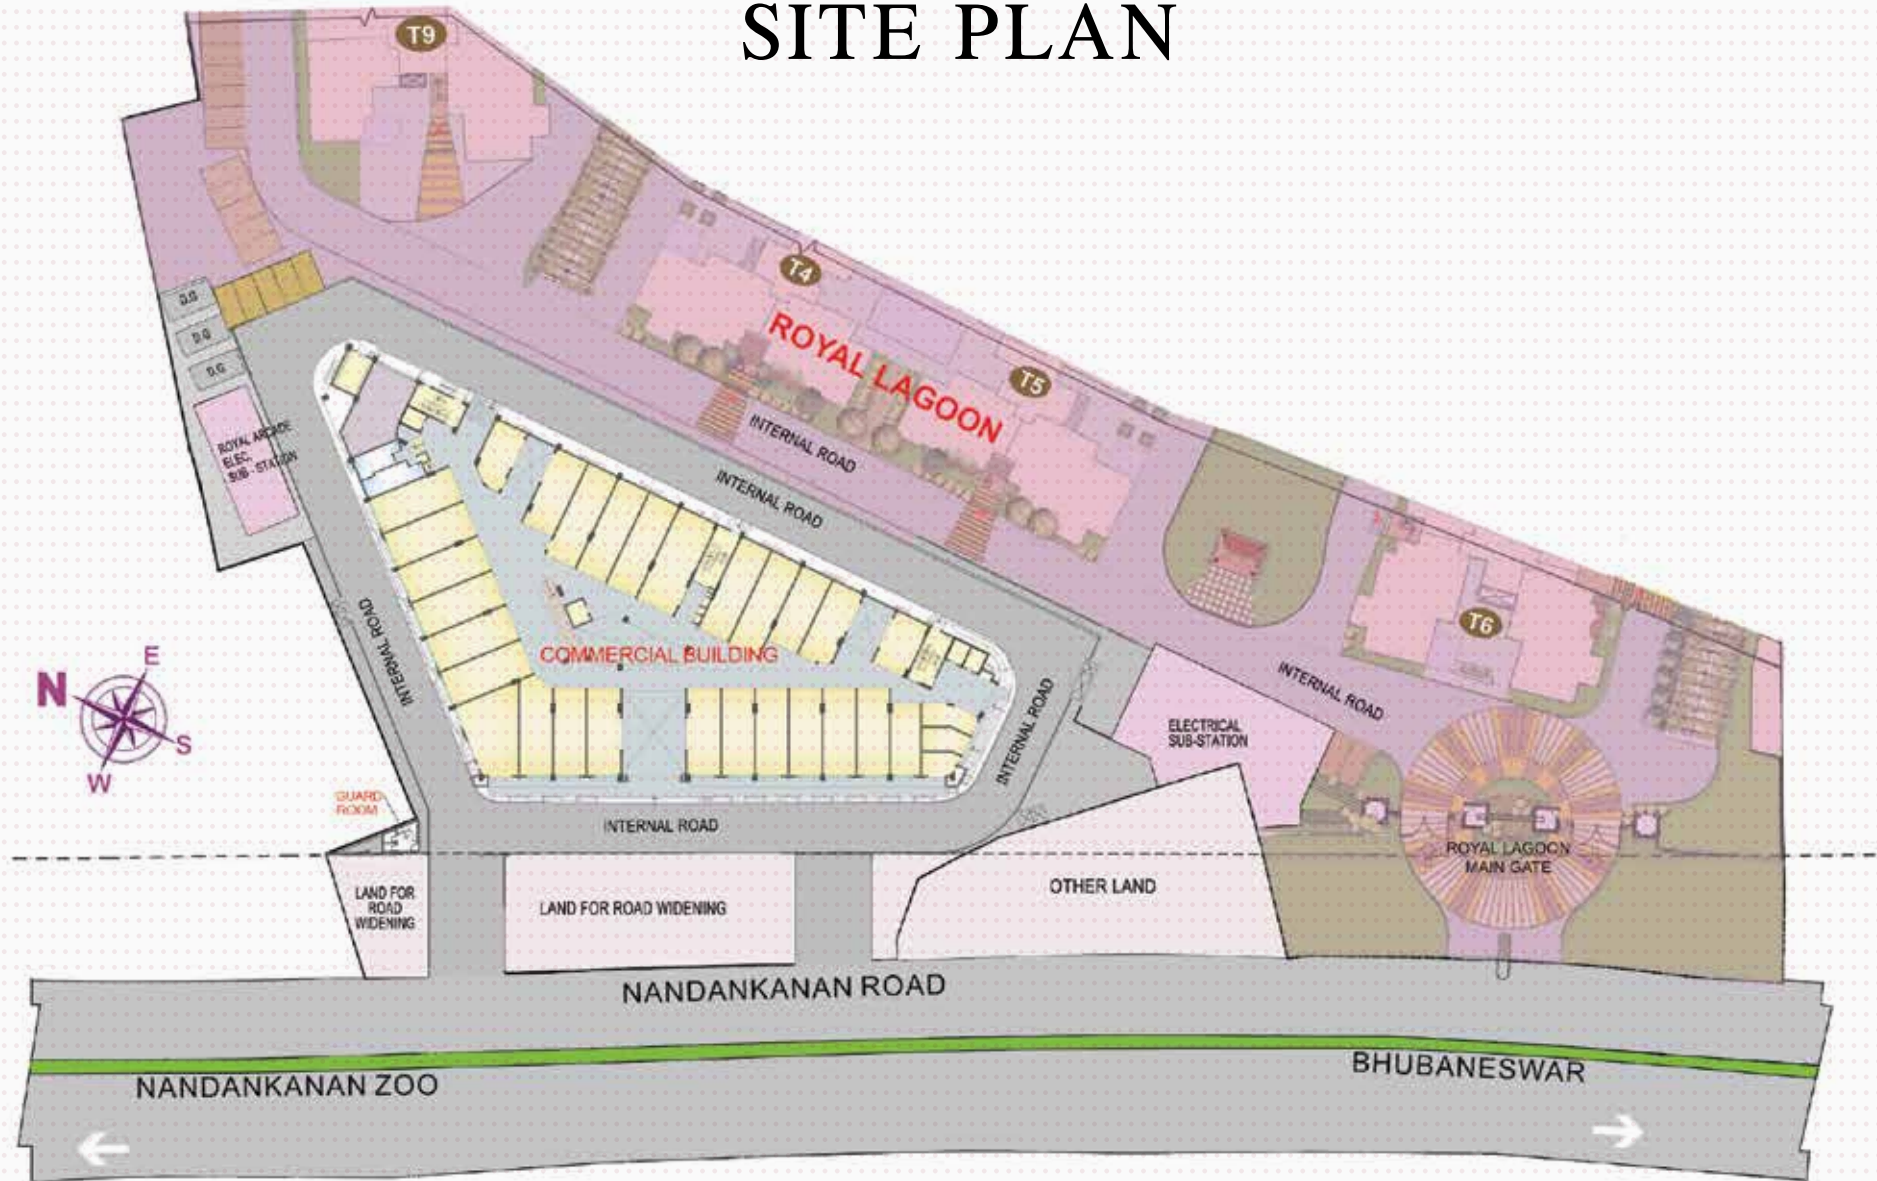 SITE PLAN
T9
T4
ROYAL LAGOON
T5
T6
D.G
D.G
D.G
ROYAL ARCADE
ELEC.
SUB - STATION
INTERNAL ROAD
INTERNAL ROAD
INTERNAL ROAD
COMMERCIAL BUILDING
INTERNAL ROAD
INTERNAL ROAD
INTERNAL ROAD
ELECTRICAL
SUB-STATION
N
E
S
W
GUARD
ROOM
ROYAL LAGOON
MAIN GATE
LAND FOR
ROAD
WIDENING
LAND FOR ROAD WIDENING
OTHER LAND
NANDANKANAN ROAD
NANDANKANAN ZOO
BHUBANESWAR